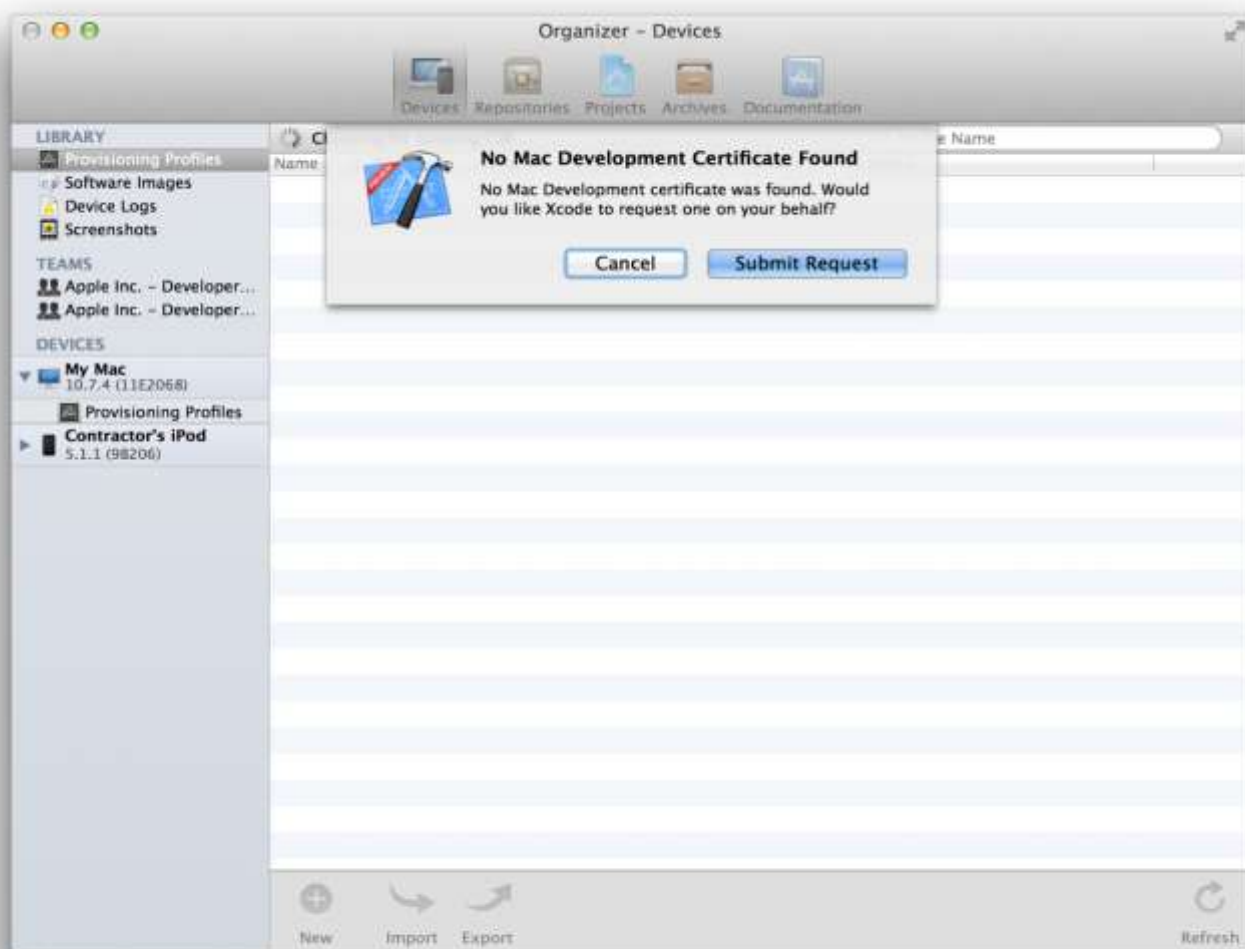 Organizer – Devices
Devices Repositories Projects Archives Documentation
LIBRARY
Provisioning Profiles
Software Images
Device Logs
Screenshots
TEAMS
Apple Inc. – Developer...
Apple Inc. – Developer...
DEVICES
My Mac
10.7.4 (11E2068)
Provisioning Profiles
Contractor's iPod
5.1.1 (9B206)
Name
e Name
No Mac Development Certificate Found
No Mac Development certificate was found. Would
you like Xcode to request one on your behalf?
Cancel Submit Request
New Import Export Refresh